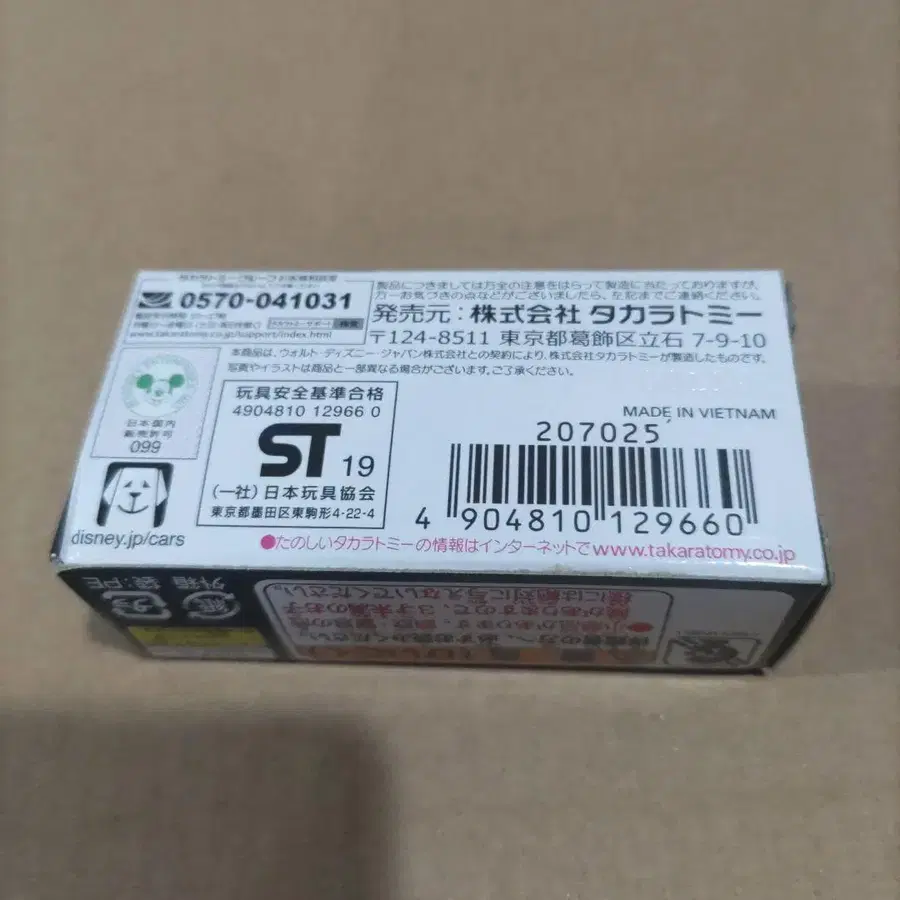 0570-041031
www.takaratomy.co.jp/support/index.html
製品につきましては万全の注意をはらって製造に当たっておりますが、
万一お気づきの点などがございましたら、左記までご連絡ください。
発売元:株式会社 タカラトミー
〒124-8511 東京都葛飾区立石 7-9-10
本商品は、ウォルト・ディズニー・ジャパン株式会社との契約により、株式会社タカラトミーが製造したものです。
写真やイラストは商品と一部異なる場合がございます。ご了承ください。
日本国内
販売許可
099
disney.jp/cars
玩具安全基準合格
4904810 12966 0
ST 19
(一社)日本玩具協会
東京都墨田区東駒形4-22-4
MADE IN VIETNAM
207025
4 904810 129660
●たのしいタカラトミーの情報はインターネットで www.takaratomy.co.jp
外箱 袋:PE
紙
プラ